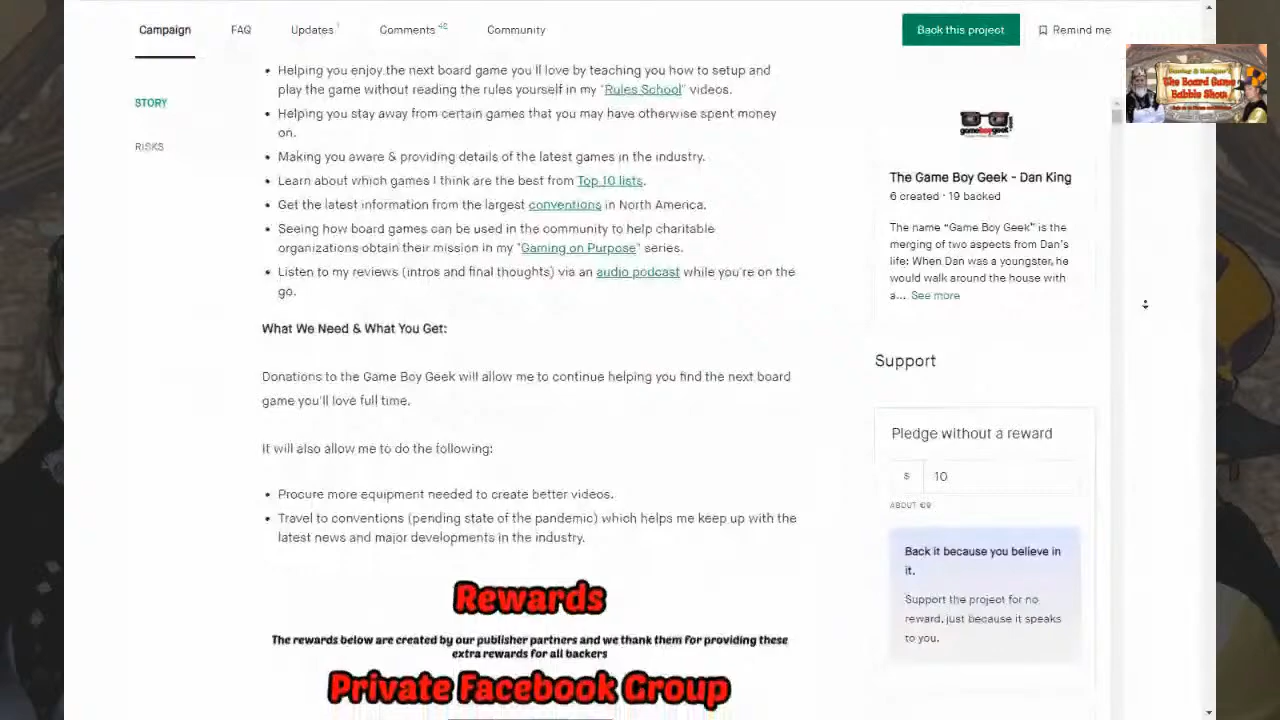 Campaign FAQ Updates 1 Comments 46 Community Back this project Remind me
Helping you enjoy the next board game you'll love by teaching you how to setup and
play the game without reading the rules yourself in my "Rules School" videos.
Helping you stay away from certain games that you may have otherwise spent money
on.
Making you aware & providing details of the latest games in the industry.
Learn about which games I think are the best from Top 10 lists.
Get the latest information from the largest conventions in North America.
Seeing how board games can be used in the community to help charitable
organizations obtain their mission in my "Gaming on Purpose" series.
Listen to my reviews (intros and final thoughts) via an audio podcast while you're on the
go.
What We Need & What You Get:
Donations to the Game Boy Geek will allow me to continue helping you find the next board
game you'll love full time.
It will also allow me to do the following:
Procure more equipment needed to create better videos.
Travel to conventions (pending state of the pandemic) which helps me keep up with the
latest news and major developments in the industry.
Rewards
The rewards below are created by our publisher partners and we thank them for providing these
extra rewards for all backers
Private Facebook Group
STORY
RISKS
The Board Game
Babble Show
gameboygeek
The Game Boy Geek - Dan King
6 created · 19 backed
The name "Game Boy Geek" is the
merging of two aspects from Dan's
life: When Dan was a youngster, he
would walk around the house with
a... See more
Support
Pledge without a reward
$ 10
ABOUT €9
Back it because you believe in
it.
Support the project for no
reward, just because it speaks
to you.